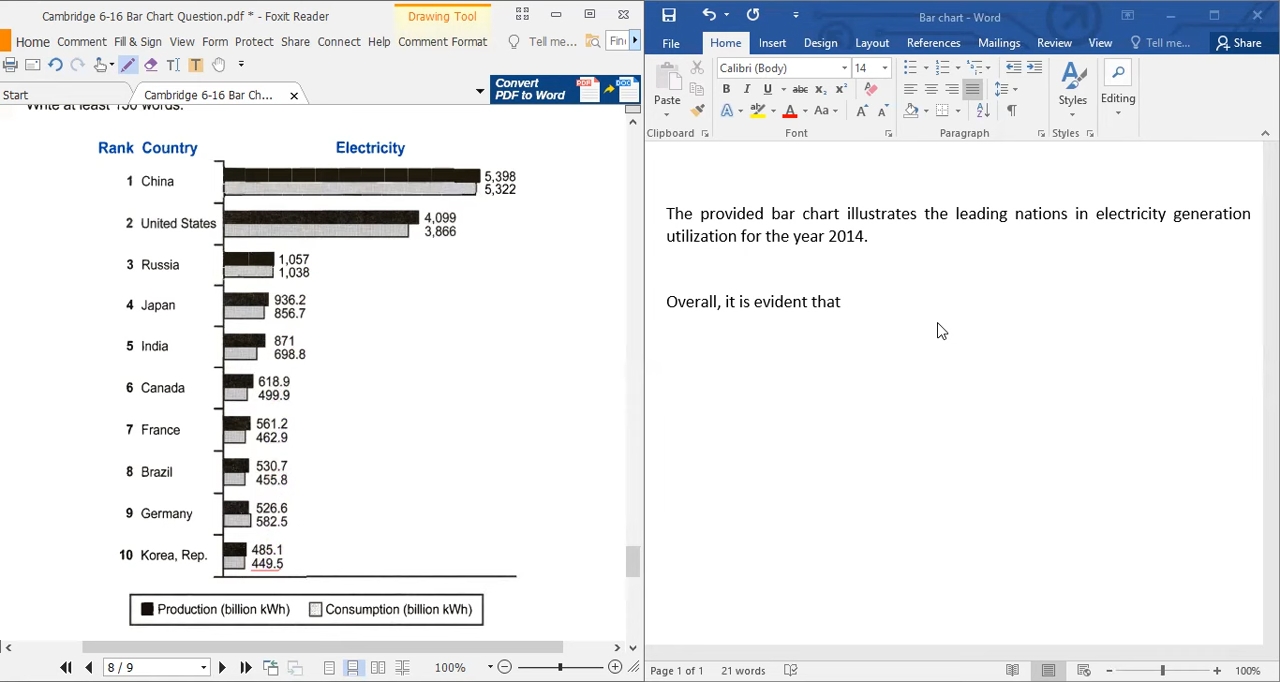 Cambridge 6-16 Bar Chart Question.pdf * - Foxit Reader
Drawing Tool
Home Comment Fill & Sign View Form Protect Share Connect Help Comment Format
Tell me...
Convert
PDF to Word
Start
Cambridge 6-16 Bar Ch...
Rank Country Electricity
1 China 5,398
5,322
2 United States 4,099
3,866
3 Russia 1,057
1,038
4 Japan 936.2
856.7
5 India 871
698.8
6 Canada 618.9
499.9
7 France 561.2
462.9
8 Brazil 530.7
455.8
9 Germany 526.6
582.5
10 Korea, Rep. 485.1
449.5
Production (billion kWh) Consumption (billion kWh)
8 / 9
100%
Bar chart - Word
File Home Insert Design Layout References Mailings Review View Tell me... Share
Calibri (Body) 14
Paste
B I U abc x₂ x²
A A Aa A A
Styles
Editing
Clipboard Font Paragraph Styles
The provided bar chart illustrates the leading nations in electricity generation
utilization for the year 2014.
Overall, it is evident that
Page 1 of 1 21 words
100%